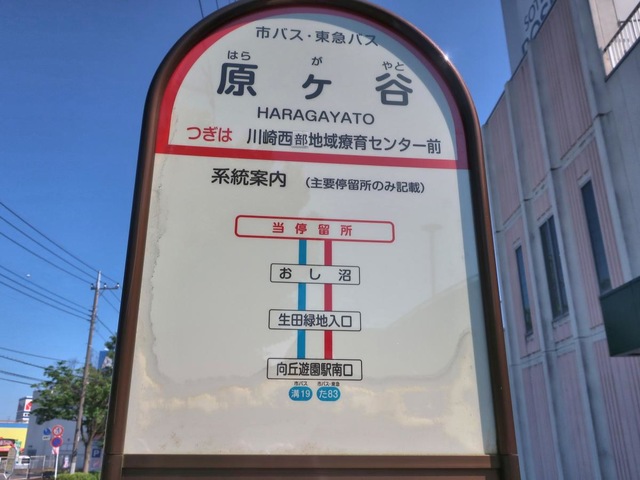 市バス・東急バス
はら が やと
原ヶ谷
HARAGAYATO
つぎは 川崎西部地域療育センター前
系統案内 (主要停留所のみ記載)
当停留所
おし沼
生田緑地入口
向丘遊園駅南口
市バス 市バス・東急
溝19 た83